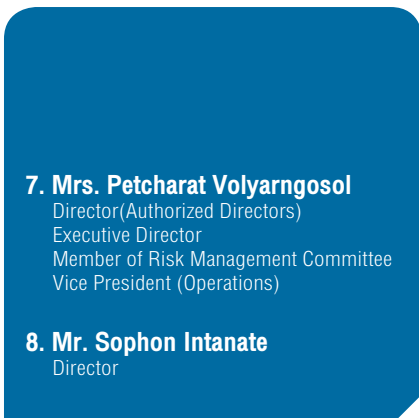 7. Mrs. Petcharat Volyarngosol
Director(Authorized Directors)
Executive Director
Member of Risk Management Committee
Vice President (Operations)
8. Mr. Sophon Intanate
Director